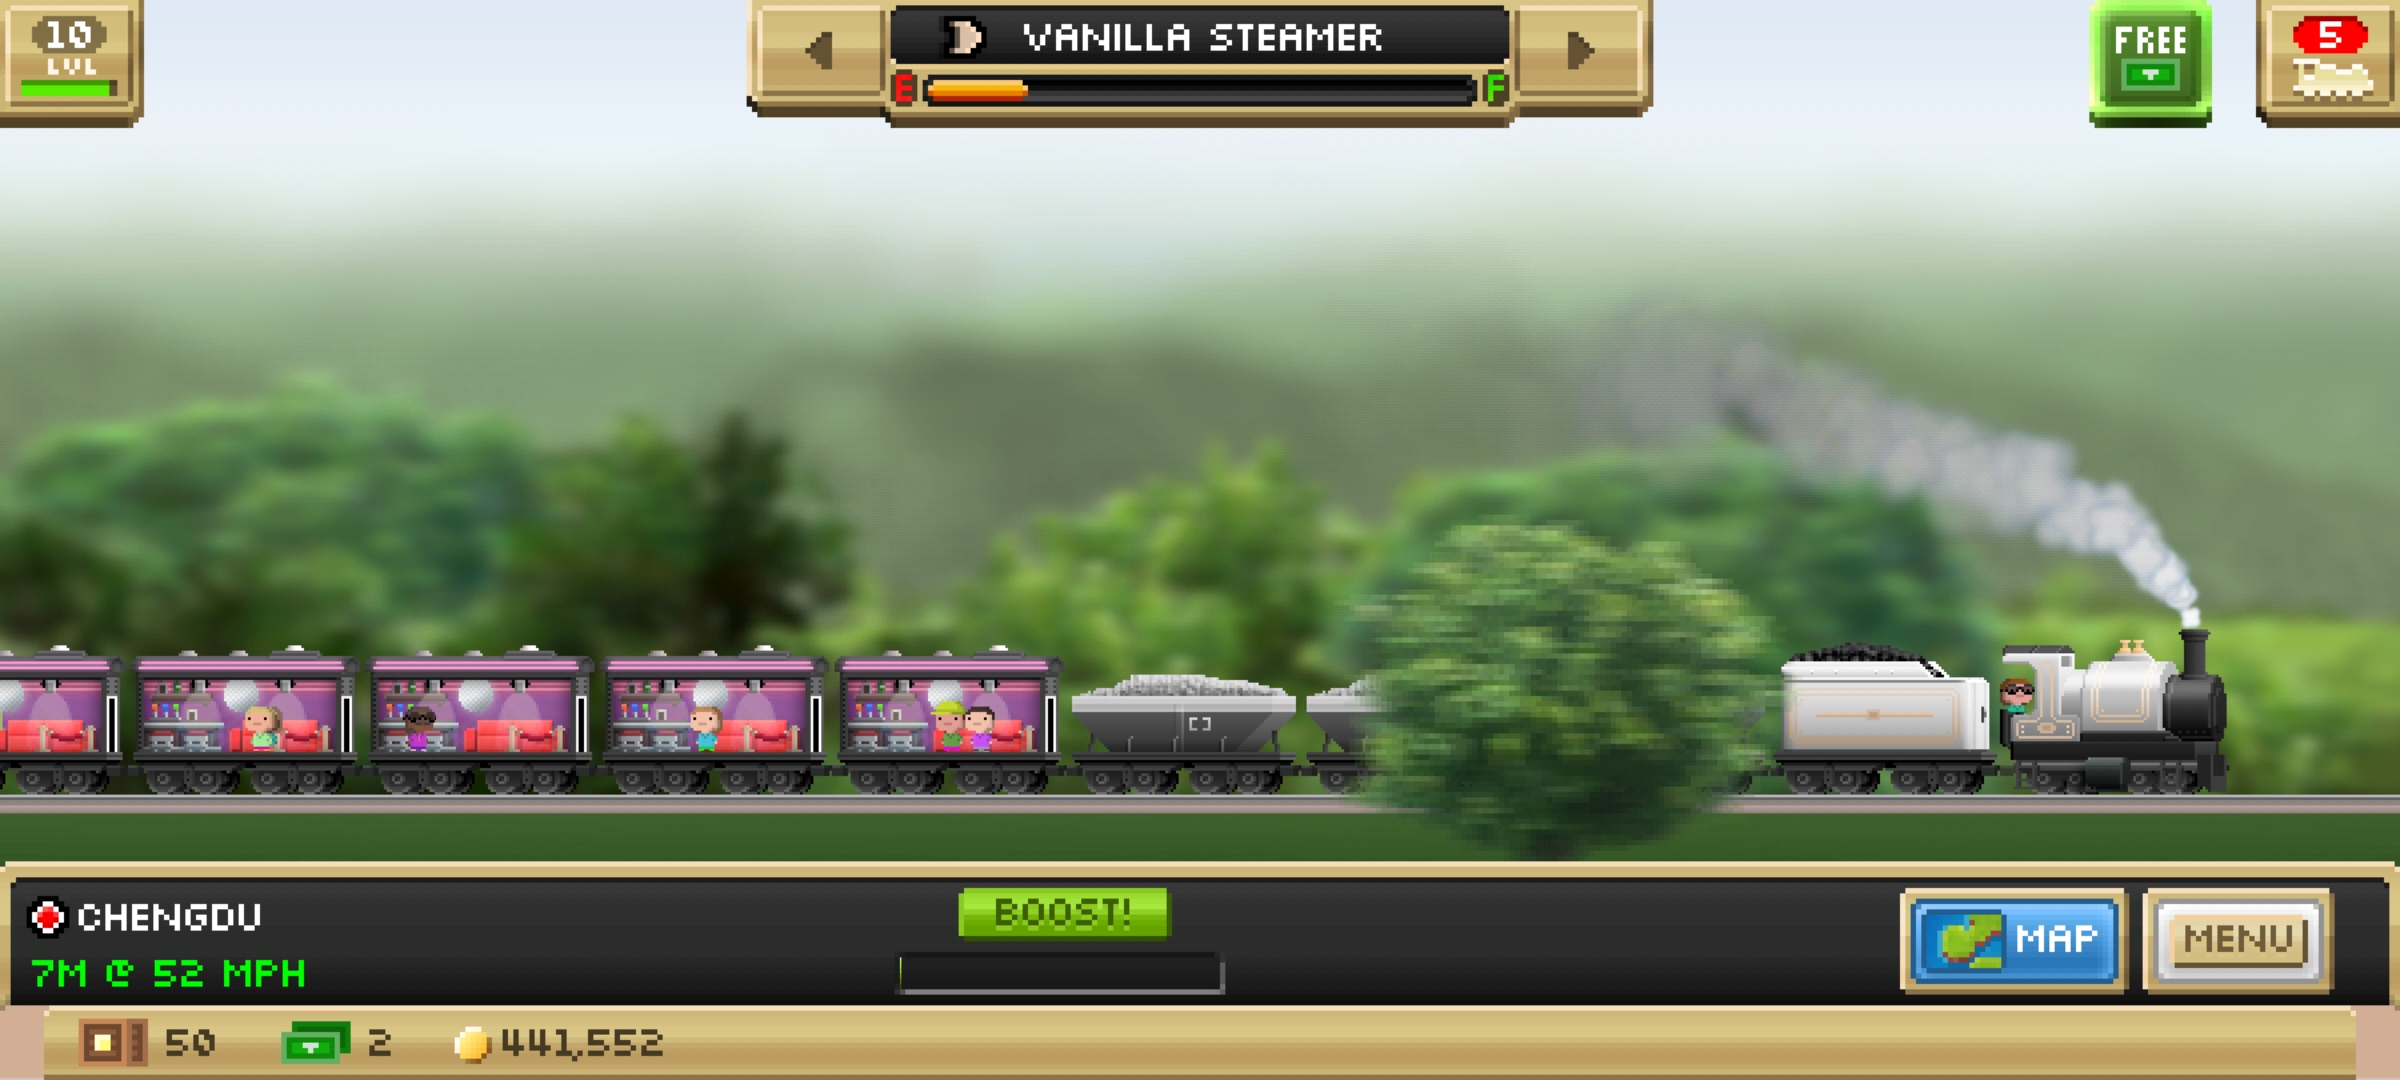 10
LVL
VANILLA STEAMER
E F
FREE
5
CHENGDU
7M @ 52 MPH
BOOST!
MAP
MENU
50
2
441,552